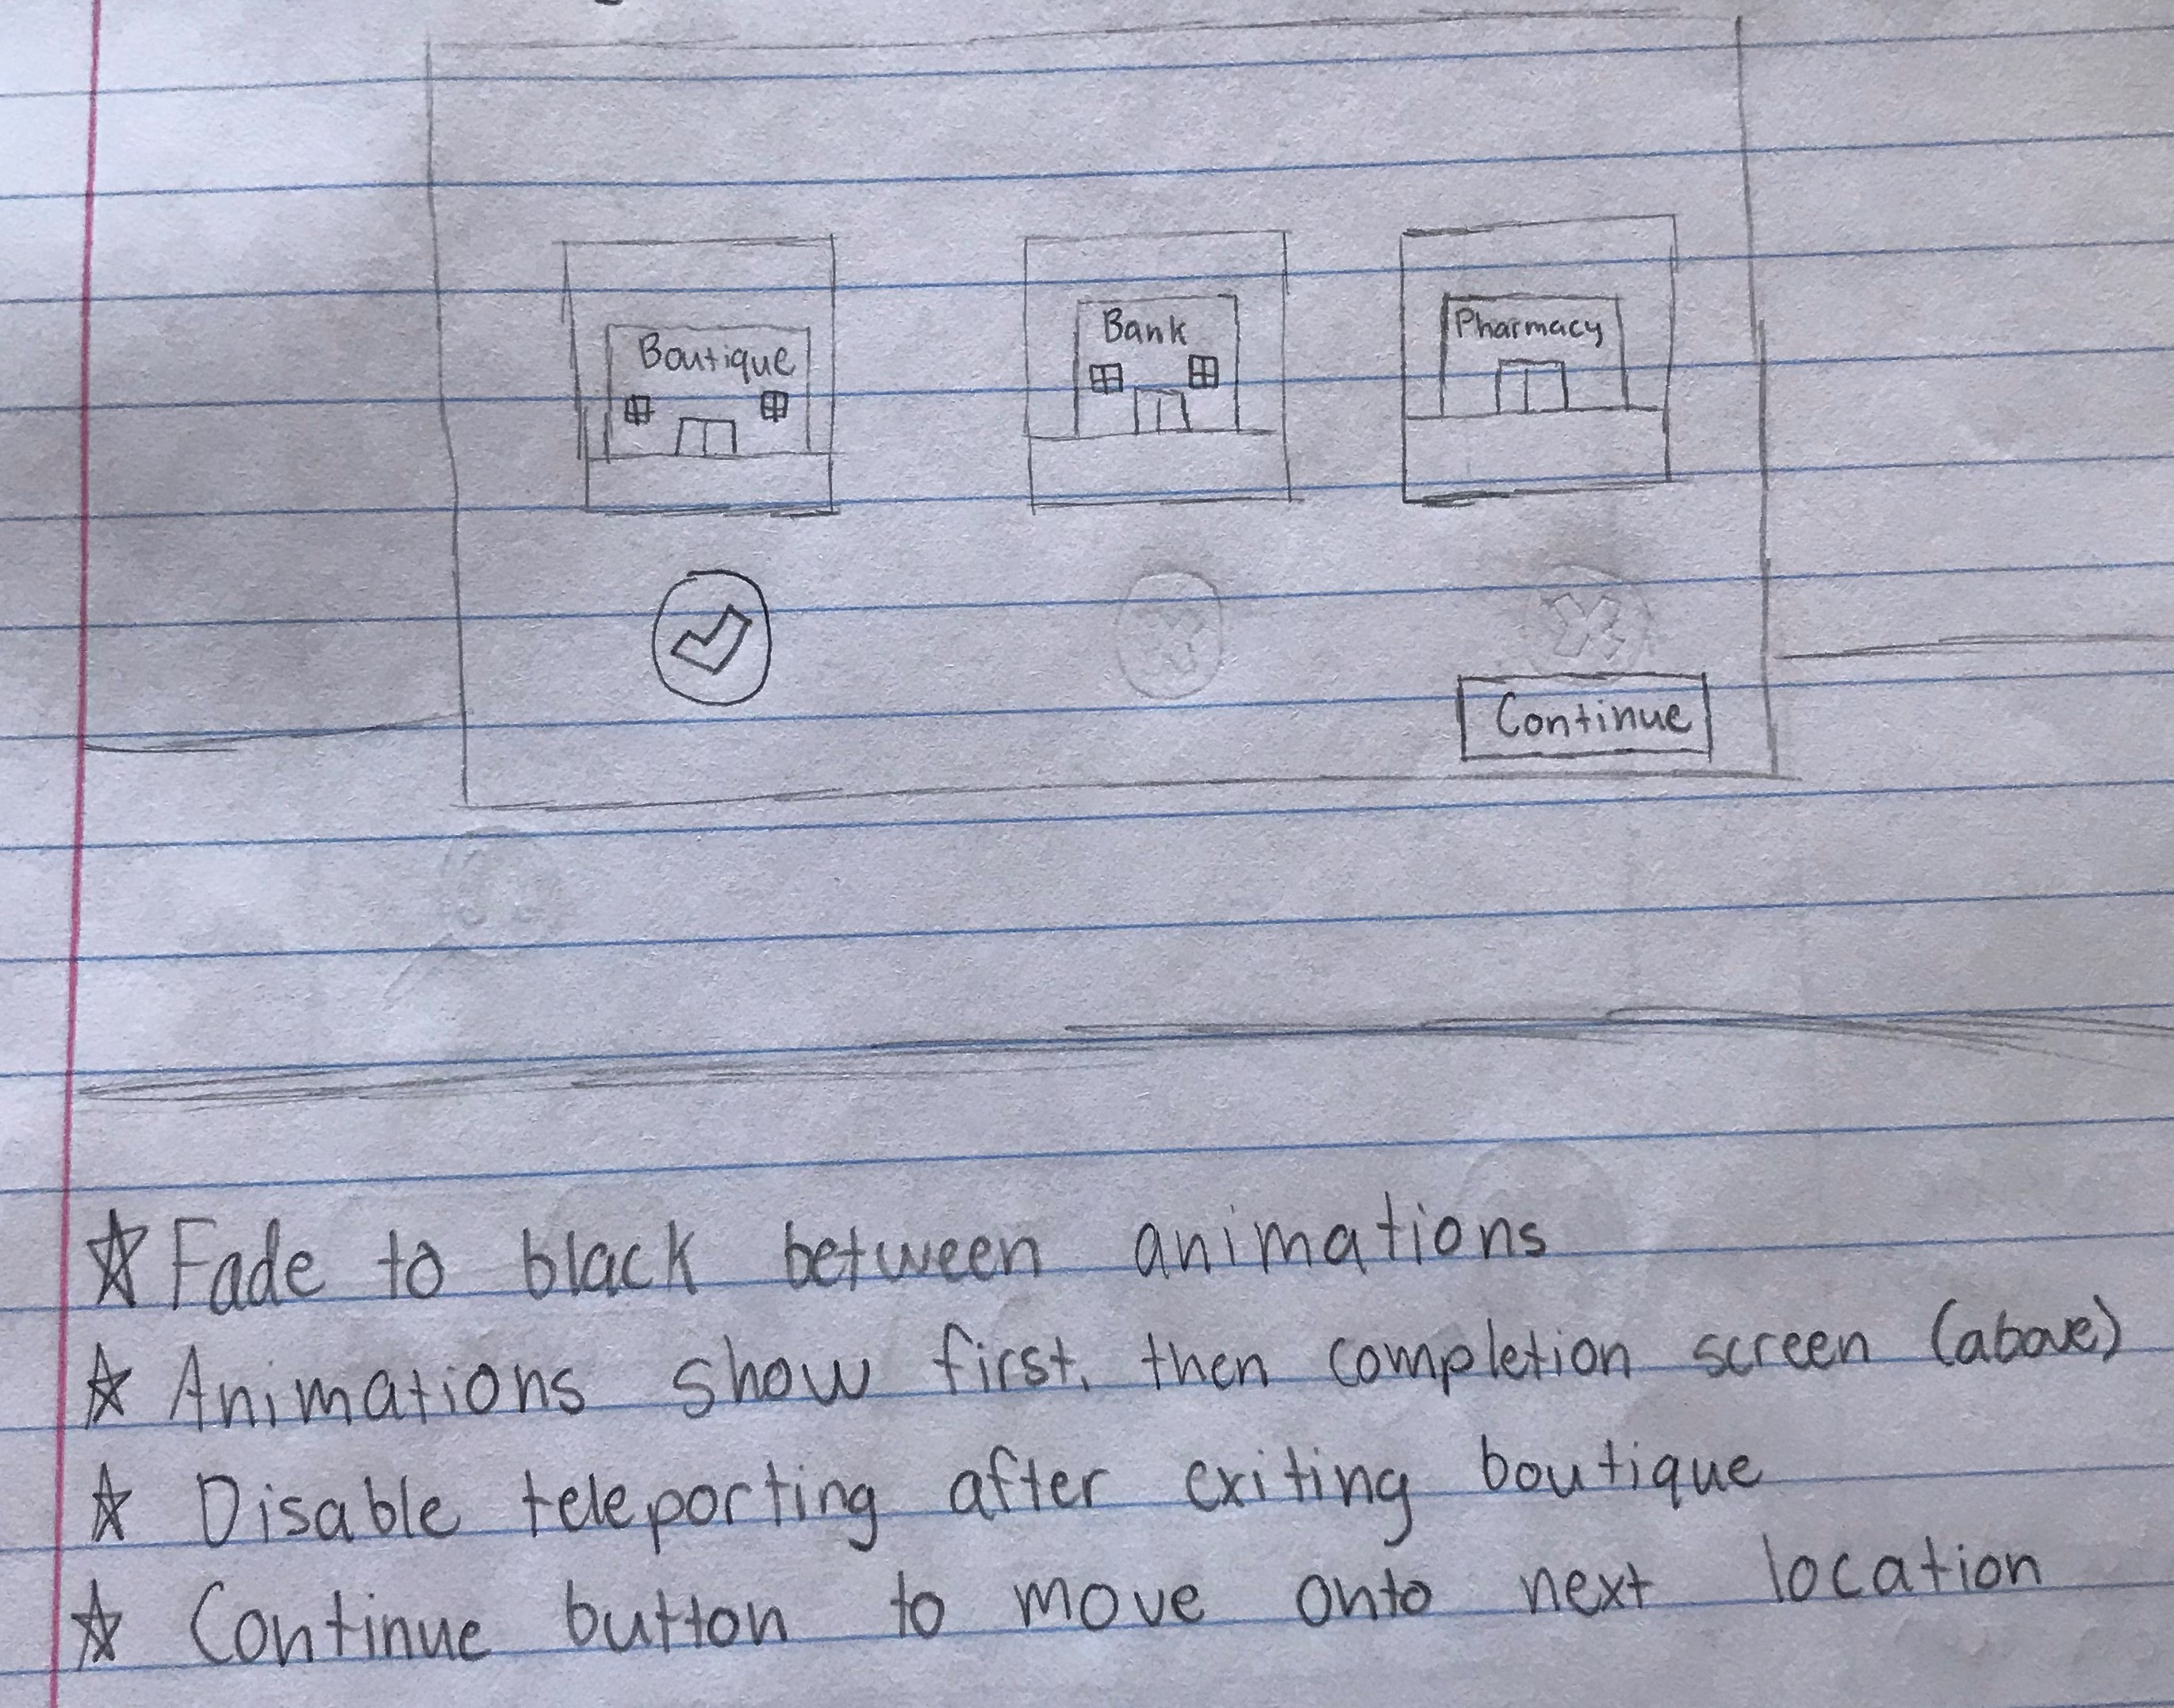 Boutique
Bank
Pharmacy
Continue
☆ Fade to black between animations
☆ Animations show first, then completion screen (above)
☆ Disable teleporting after exiting boutique
☆ Continue button to move onto next location